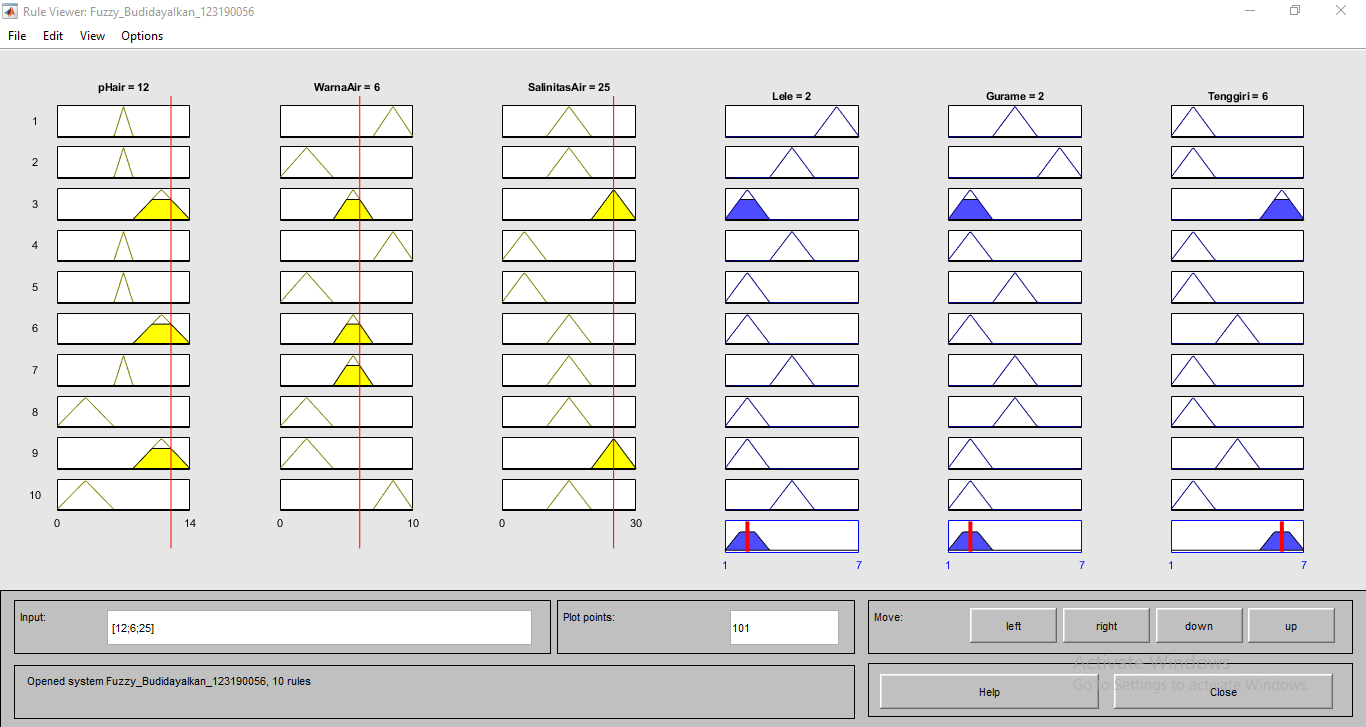 Rule Viewer: Fuzzy_Budidayalkan_123190056
File Edit View Options
pHair = 12 WarnaAir = 6 SalinitasAir = 25 Lele = 2 Gurame = 2 Tenggiri = 6
1
2
3
4
5
6
7
8
9
10
0 14 0 10 0 30
1 7 1 7 1 7
Input: [12;6;25] Plot points: 101 Move: left right down up
Opened system Fuzzy_Budidayalkan_123190056, 10 rules
Help Close
Activate Windows
Go to Settings to activate Windows.